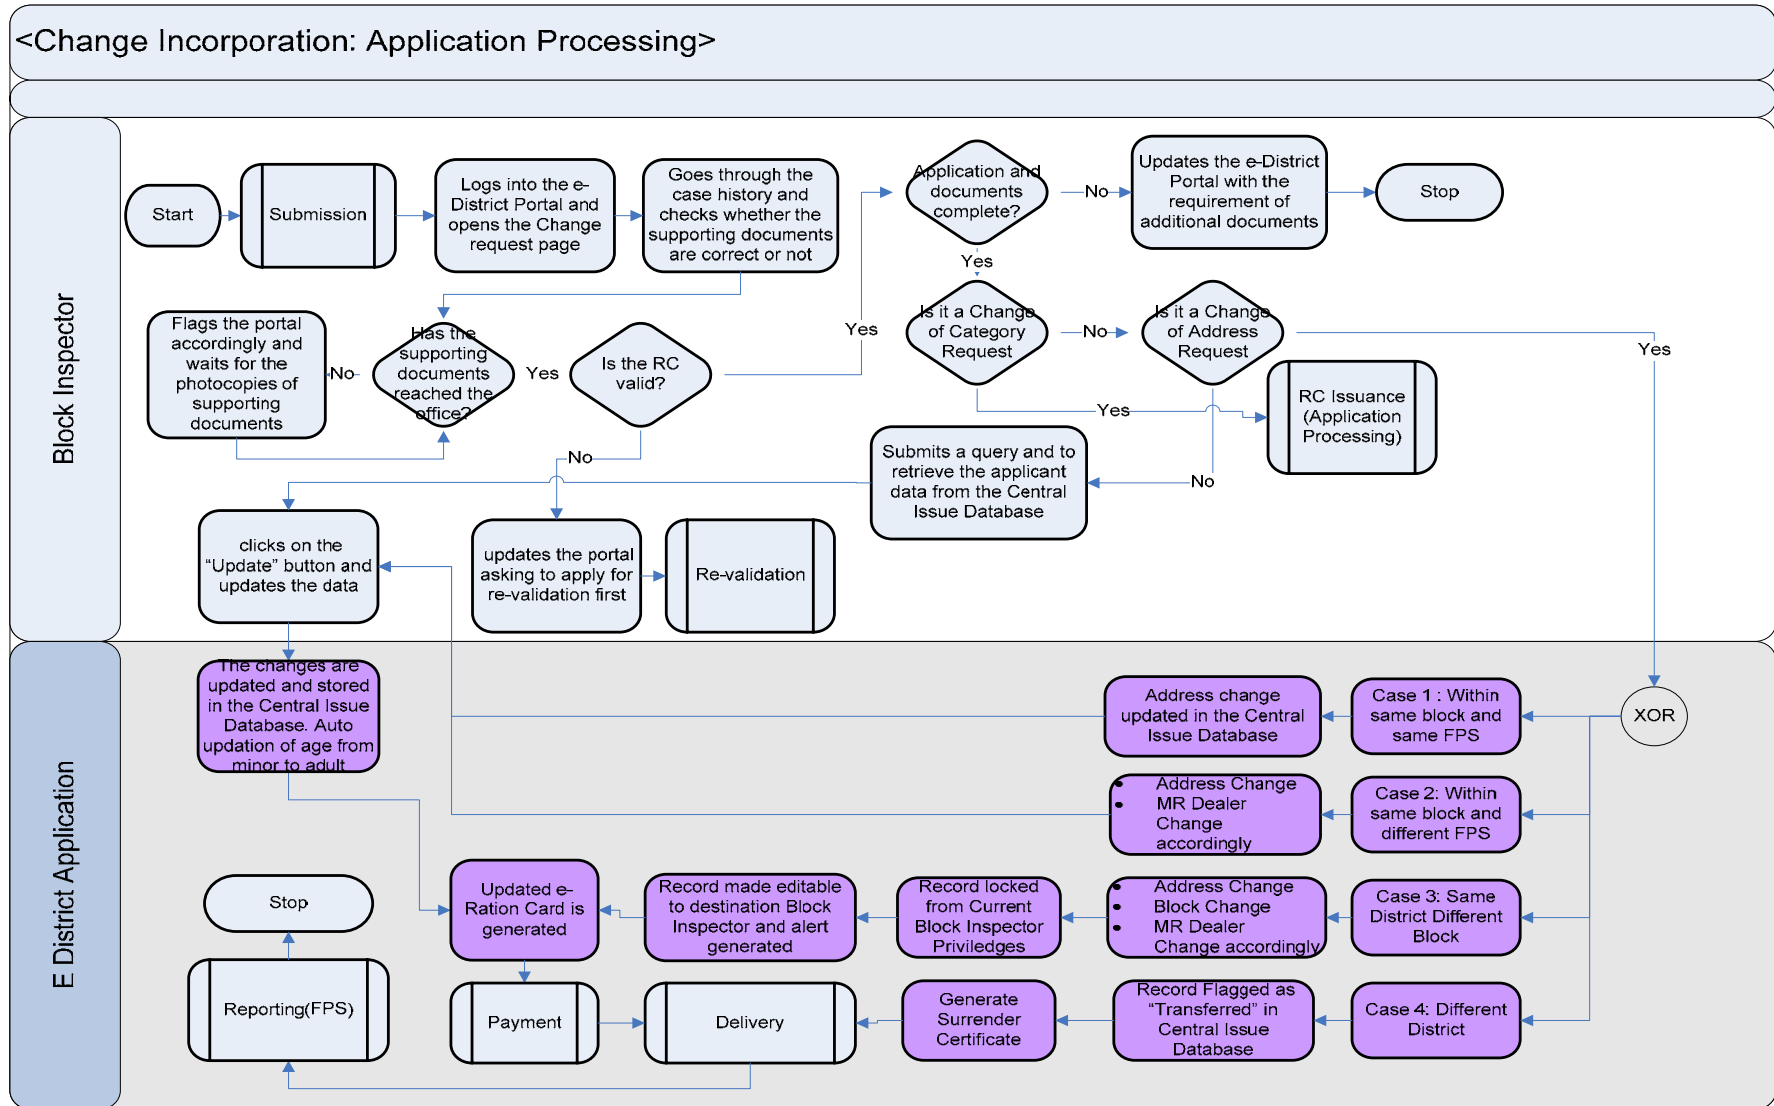 <Change Incorporation: Application Processing>
Block Inspector
Start
Submission
Logs into the e-
District Portal and
opens the Change
request page
Goes through the
case history and
checks whether the
supporting documents
are correct or not
Application and
documents
complete?
No
Updates the e-District
Portal with the
requirement of
additional documents
Stop
Yes
Flags the portal
accordingly and
waits for the
photocopies of
supporting
documents
No
Has the
supporting
documents
reached the
office?
Yes
Is the RC
valid?
Yes
Is it a Change
of Category
Request
No
Is it a Change
of Address
Request
Yes
RC Issuance
(Application
Processing)
Yes
No
Submits a query and to
retrieve the applicant
data from the Central
Issue Database
No
clicks on the
“Update” button and
updates the data
updates the portal
asking to apply for
re-validation first
Re-validation
E District Application
The changes are
updated and stored
in the Central Issue
Database. Auto
updation of age from
minor to adult
Address change
updated in the Central
Issue Database
Case 1 : Within
same block and
same FPS
XOR
• Address Change
• MR Dealer
Change
accordingly
Case 2: Within
same block and
different FPS
Stop
Updated e-
Ration Card is
generated
Record made editable
to destination Block
Inspector and alert
generated
Record locked
from Current
Block Inspector
Priviledges
• Address Change
• Block Change
• MR Dealer
Change accordingly
Case 3: Same
District Different
Block
Reporting(FPS)
Payment
Delivery
Generate
Surrender
Certificate
Record Flagged as
“Transferred” in
Central Issue
Database
Case 4: Different
District